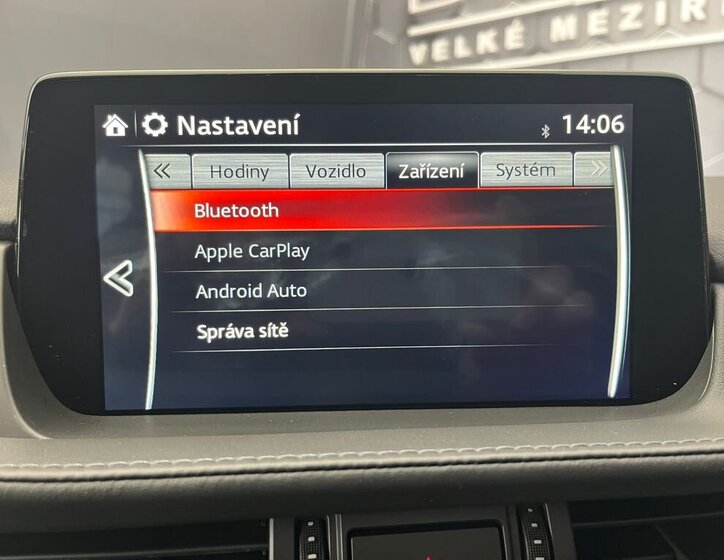 VELKÉ MEZIŘ
Nastavení
14:06
« Hodiny Vozidlo Zařízení Systém »
Bluetooth
Apple CarPlay
Android Auto
Správa sítě